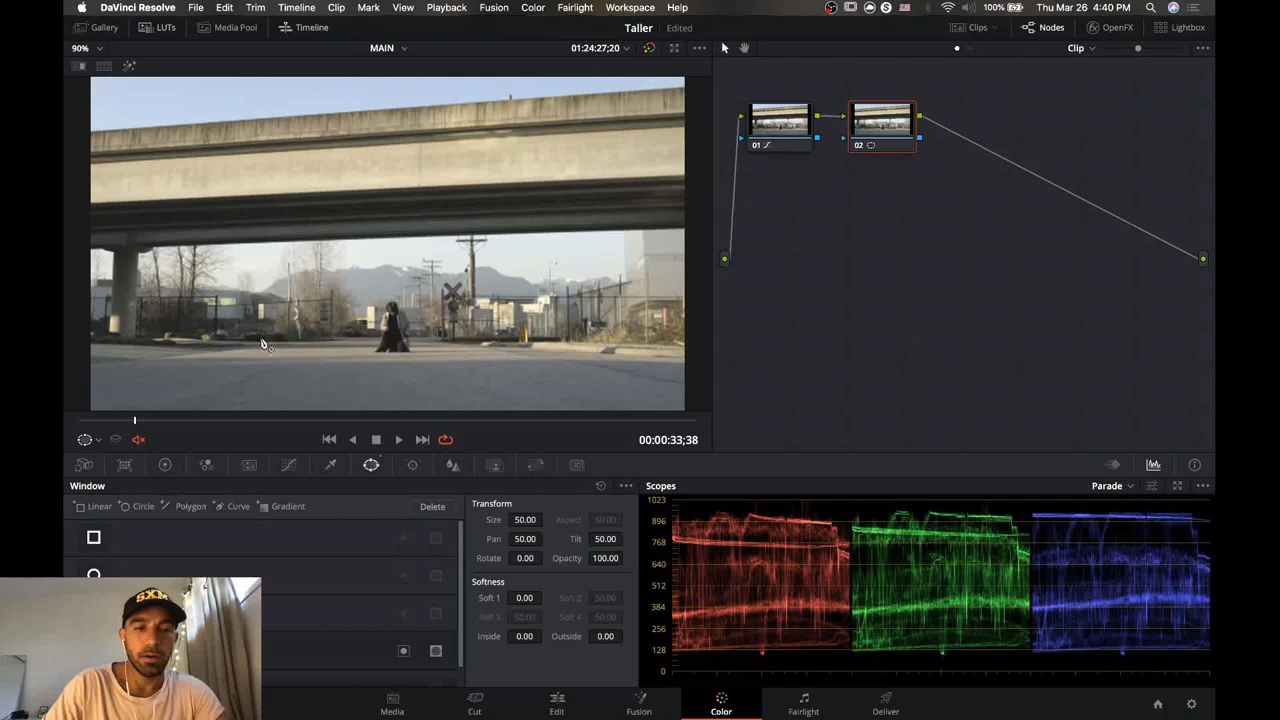 DaVinci Resolve File Edit Trim Timeline Clip Mark View Playback Fusion Color Fairlight Workspace Help 100% Thu Mar 26 4:40 PM
Gallery LUTs Media Pool Timeline Taller Edited Clips Nodes OpenFX Lightbox
90% MAIN 01:24:27;20 Clip
01 02
00:00:33;38
Window Scopes Parade
Linear Circle Polygon Curve Gradient Delete
Transform
Size 50.00 Aspect 50.00
Pan 50.00 Tilt 50.00
Rotate 0.00 Opacity 100.00
Softness
Soft 1 0.00 Soft 2 50.00
Soft 3 50.00 Soft 4 50.00
Inside 0.00 Outside 0.00
1023
896
768
640
512
384
256
128
0
SXM
Media Cut Edit Fusion Color Fairlight Deliver